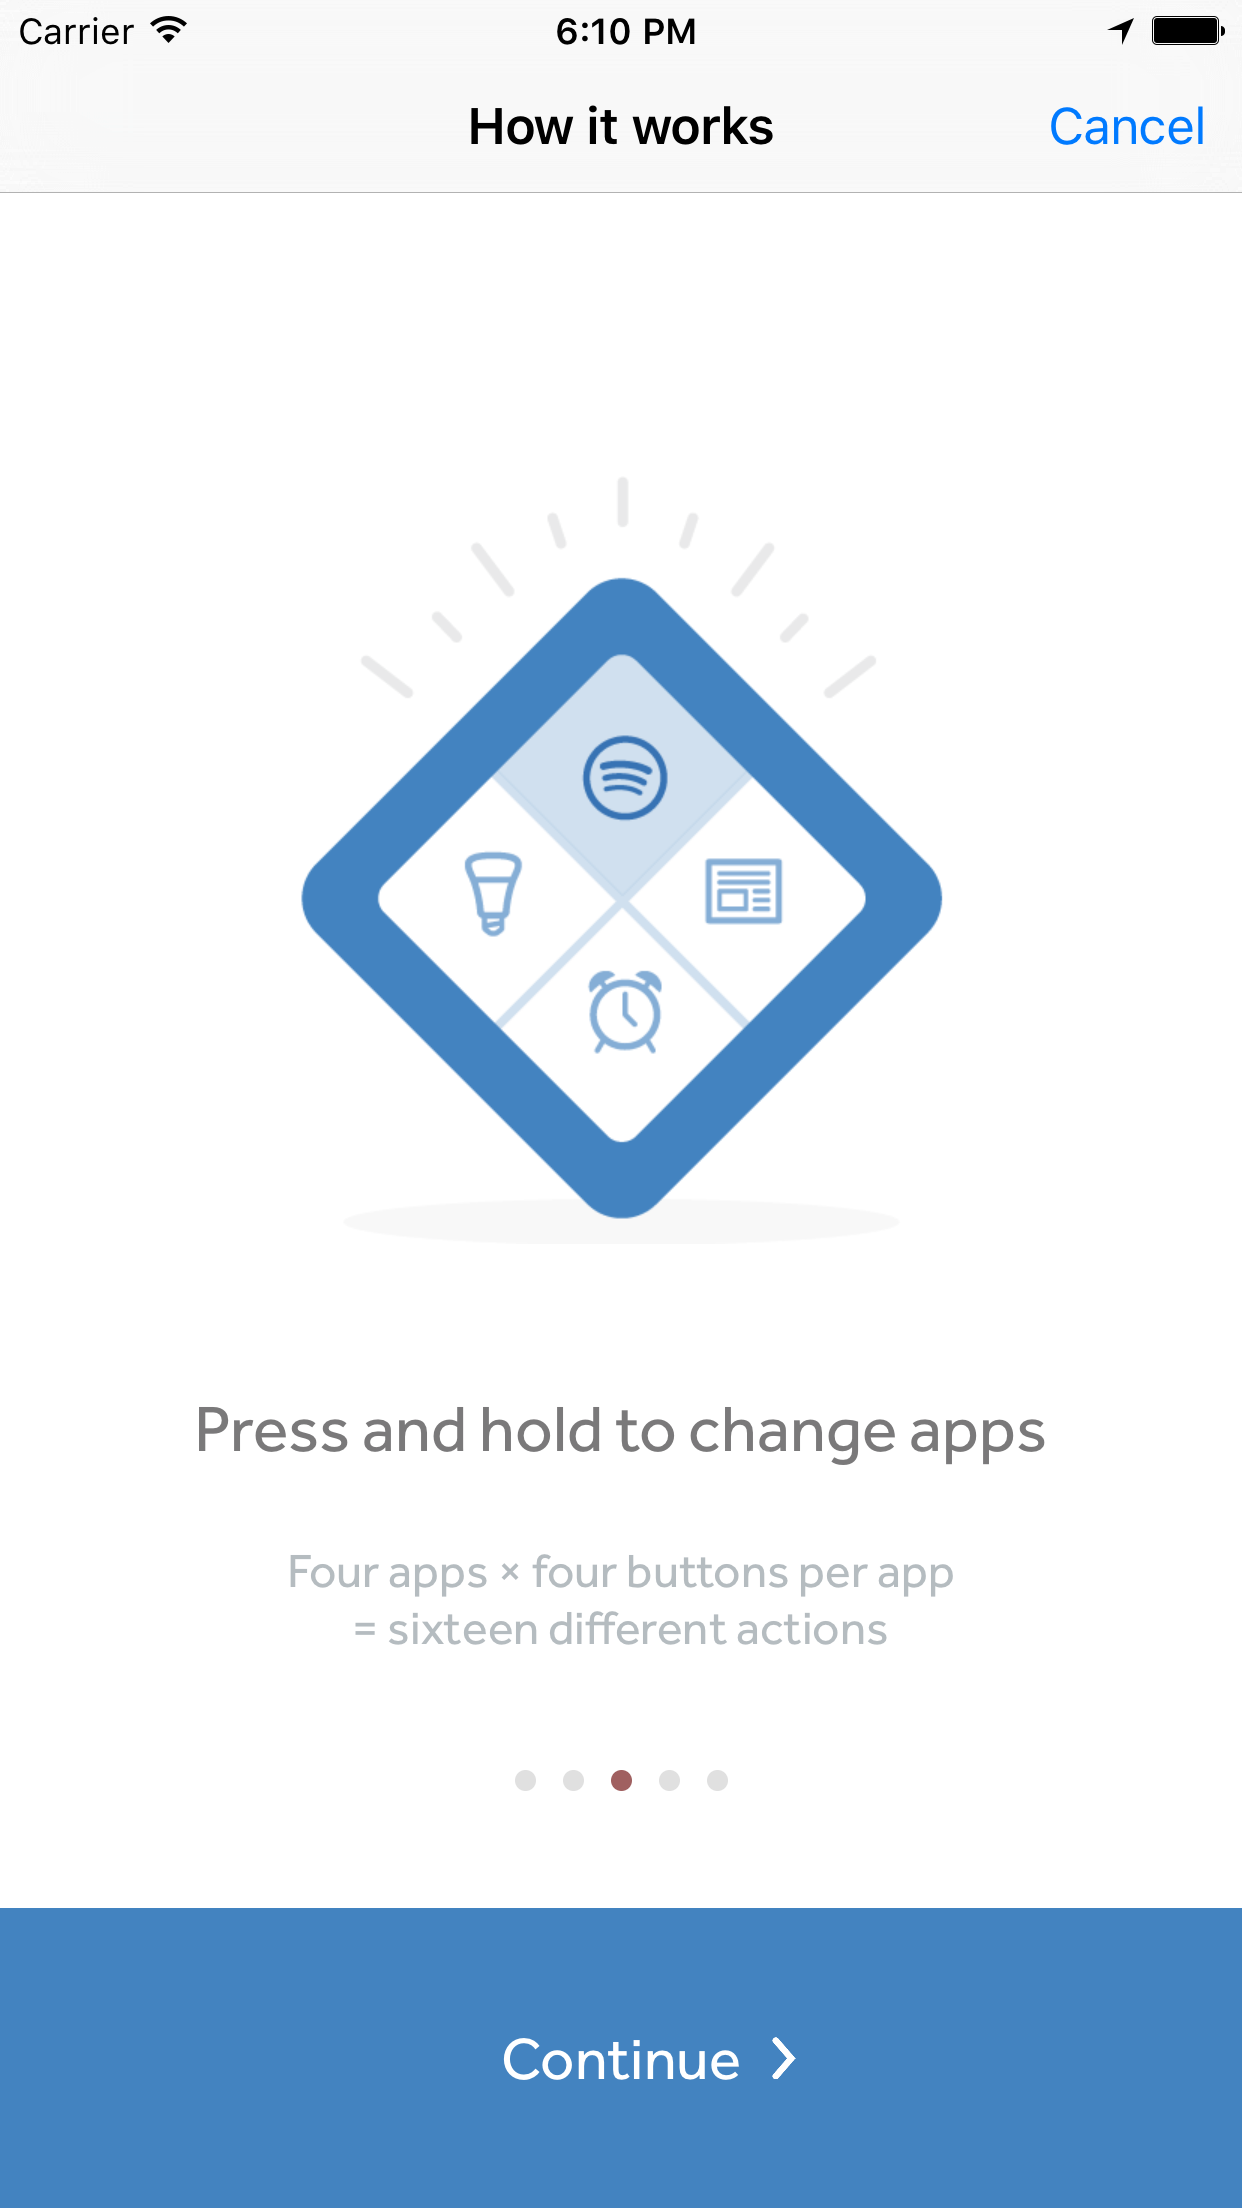 Carrier 6:10 PM
How it works Cancel
Press and hold to change apps
Four apps × four buttons per app
= sixteen different actions
Continue